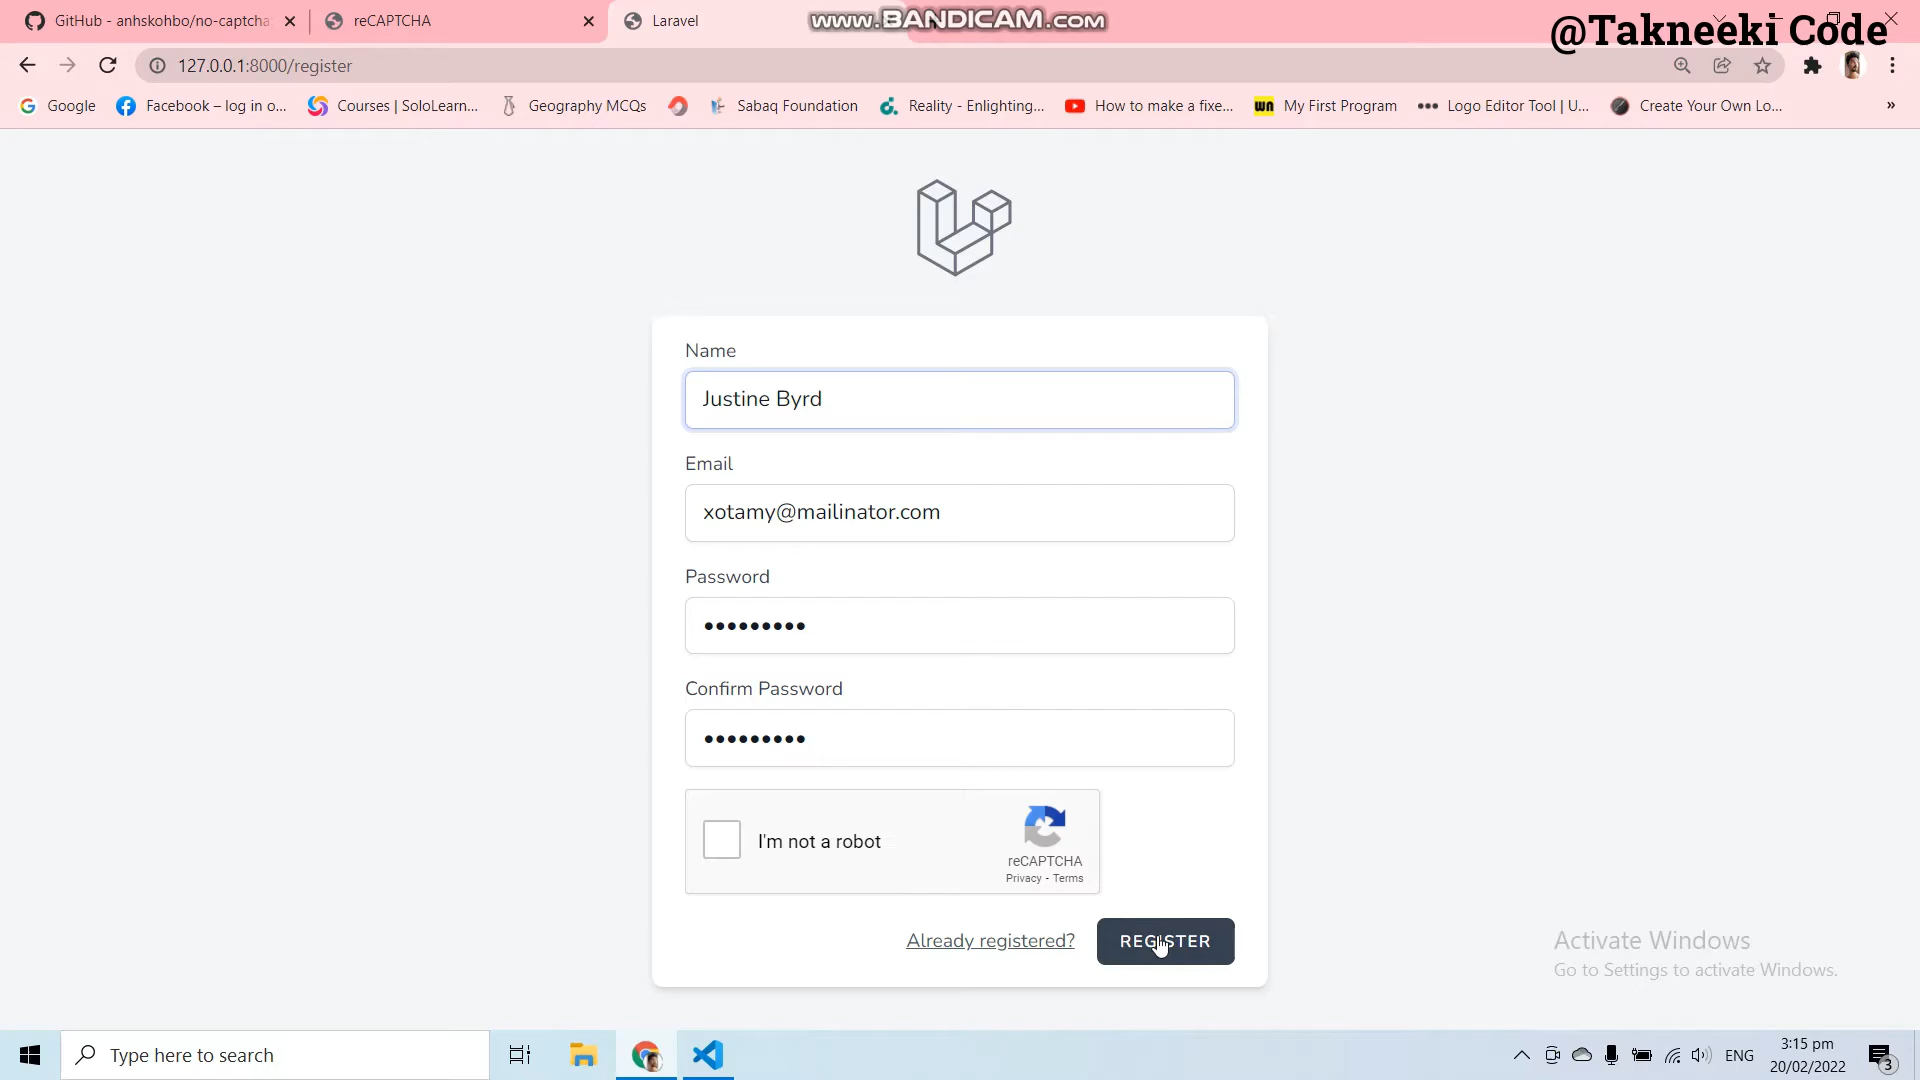 GitHub - anhskohbo/no-captcha
reCAPTCHA
Laravel
www.BANDICAM.com
@Takneeki Code
127.0.0.1:8000/register
Google
Facebook – log in o...
Courses | SoloLearn...
Geography MCQs
Sabaq Foundation
Reality - Enlighting...
How to make a fixe...
My First Program
Logo Editor Tool | U...
Create Your Own Lo...
»
Name
Justine Byrd
Email
xotamy@mailinator.com
Password
•••••••••
Confirm Password
•••••••••
I'm not a robot
reCAPTCHA
Privacy - Terms
Already registered?
REGISTER
Activate Windows
Go to Settings to activate Windows.
Type here to search
ENG
3:15 pm
20/02/2022
3